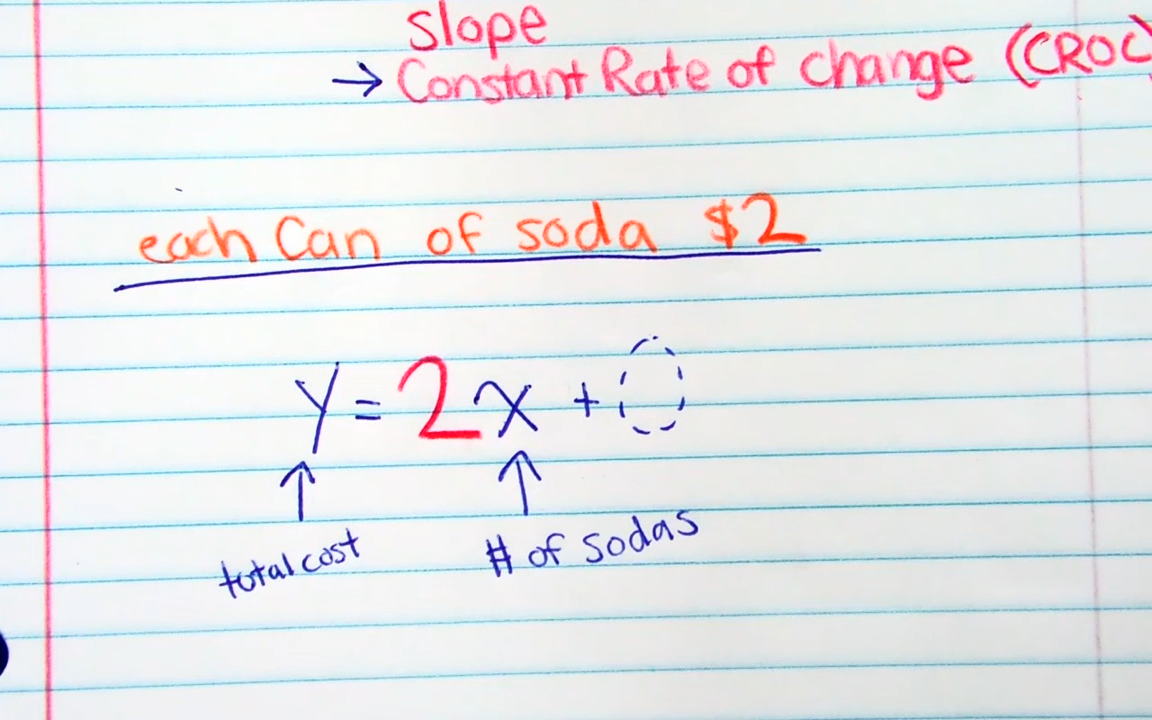 Slope
→ Constant Rate of change (CROC)
each Can of soda $2
y = 2x +
↑ ↑
total cost # of sodas